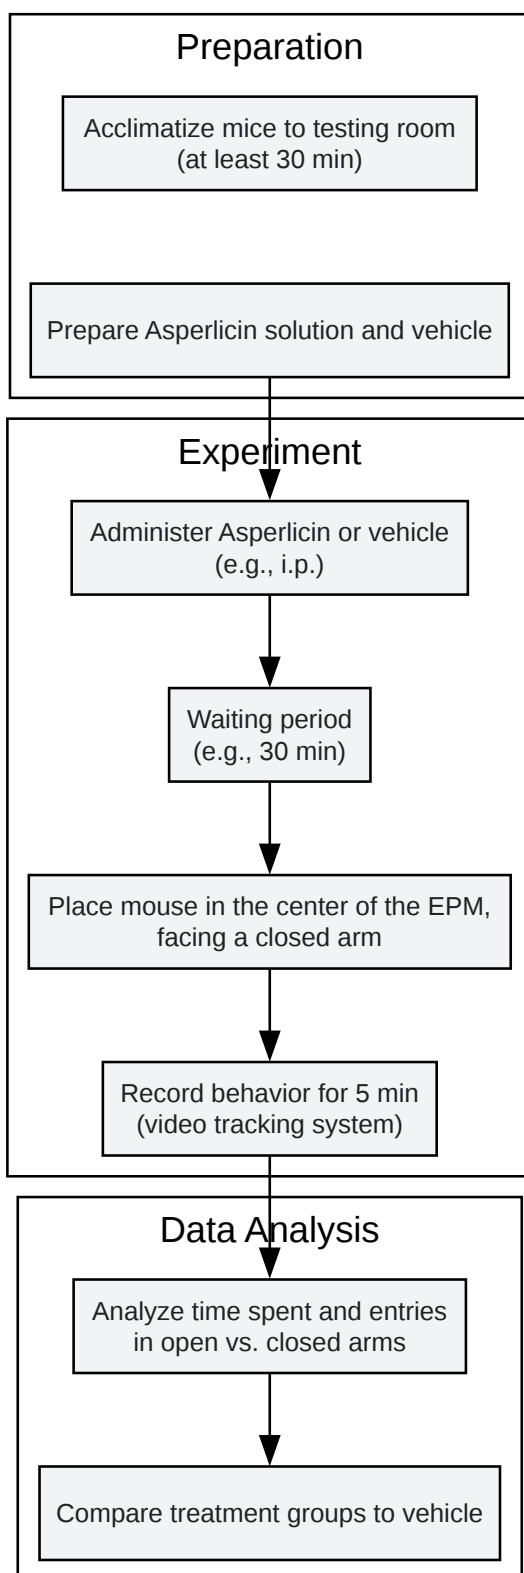 Preparation
Acclimatize mice to testing room
(at least 30 min)
Prepare Asperlicin solution and vehicle
Experiment
Administer Asperlicin or vehicle
(e.g., i.p.)
Waiting period
(e.g., 30 min)
Place mouse in the center of the EPM,
facing a closed arm
Record behavior for 5 min
(video tracking system)
Data Analysis
Analyze time spent and entries
in open vs. closed arms
Compare treatment groups to vehicle